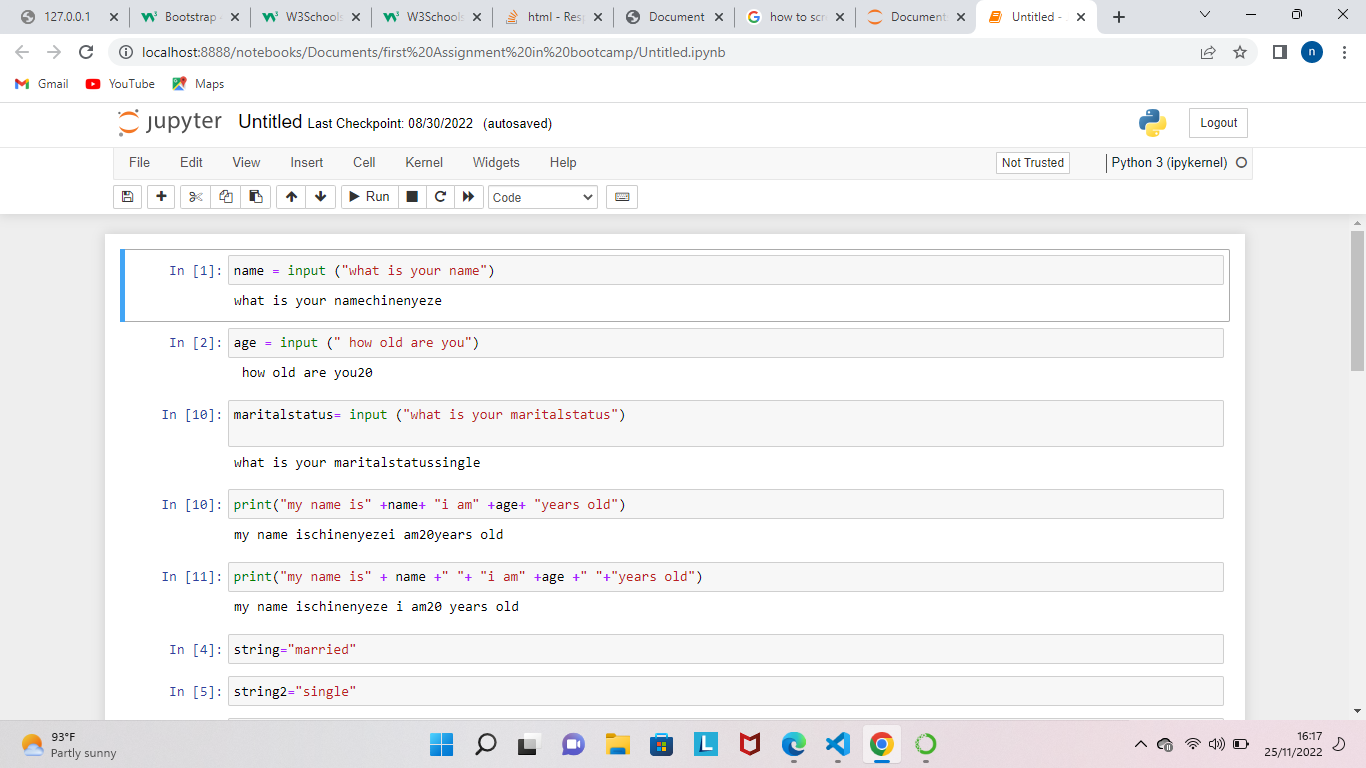 127.0.0.1
Bootstrap
W3Schools
W3Schools
html - Res
Document
how to scr
Document
Untitled -
localhost:8888/notebooks/Documents/first%20Assignment%20in%20bootcamp/Untitled.ipynb
n
Gmail
YouTube
Maps
jupyter Untitled Last Checkpoint: 08/30/2022 (autosaved)
Logout
File Edit View Insert Cell Kernel Widgets Help
Not Trusted
Python 3 (ipykernel)
Run
Code
In [1]: name = input ("what is your name")
what is your namechinenyeze
In [2]: age = input (" how old are you")
how old are you20
In [10]: maritalstatus= input ("what is your maritalstatus")
what is your maritalstatussingle
In [10]: print("my name is" +name+ "i am" +age+ "years old")
my name ischinenyezei am20years old
In [11]: print("my name is" + name +" "+ "i am" +age +" "+"years old")
my name ischinenyeze i am20 years old
In [4]: string="married"
In [5]: string2="single"
93°F
Partly sunny
L
16:17
25/11/2022